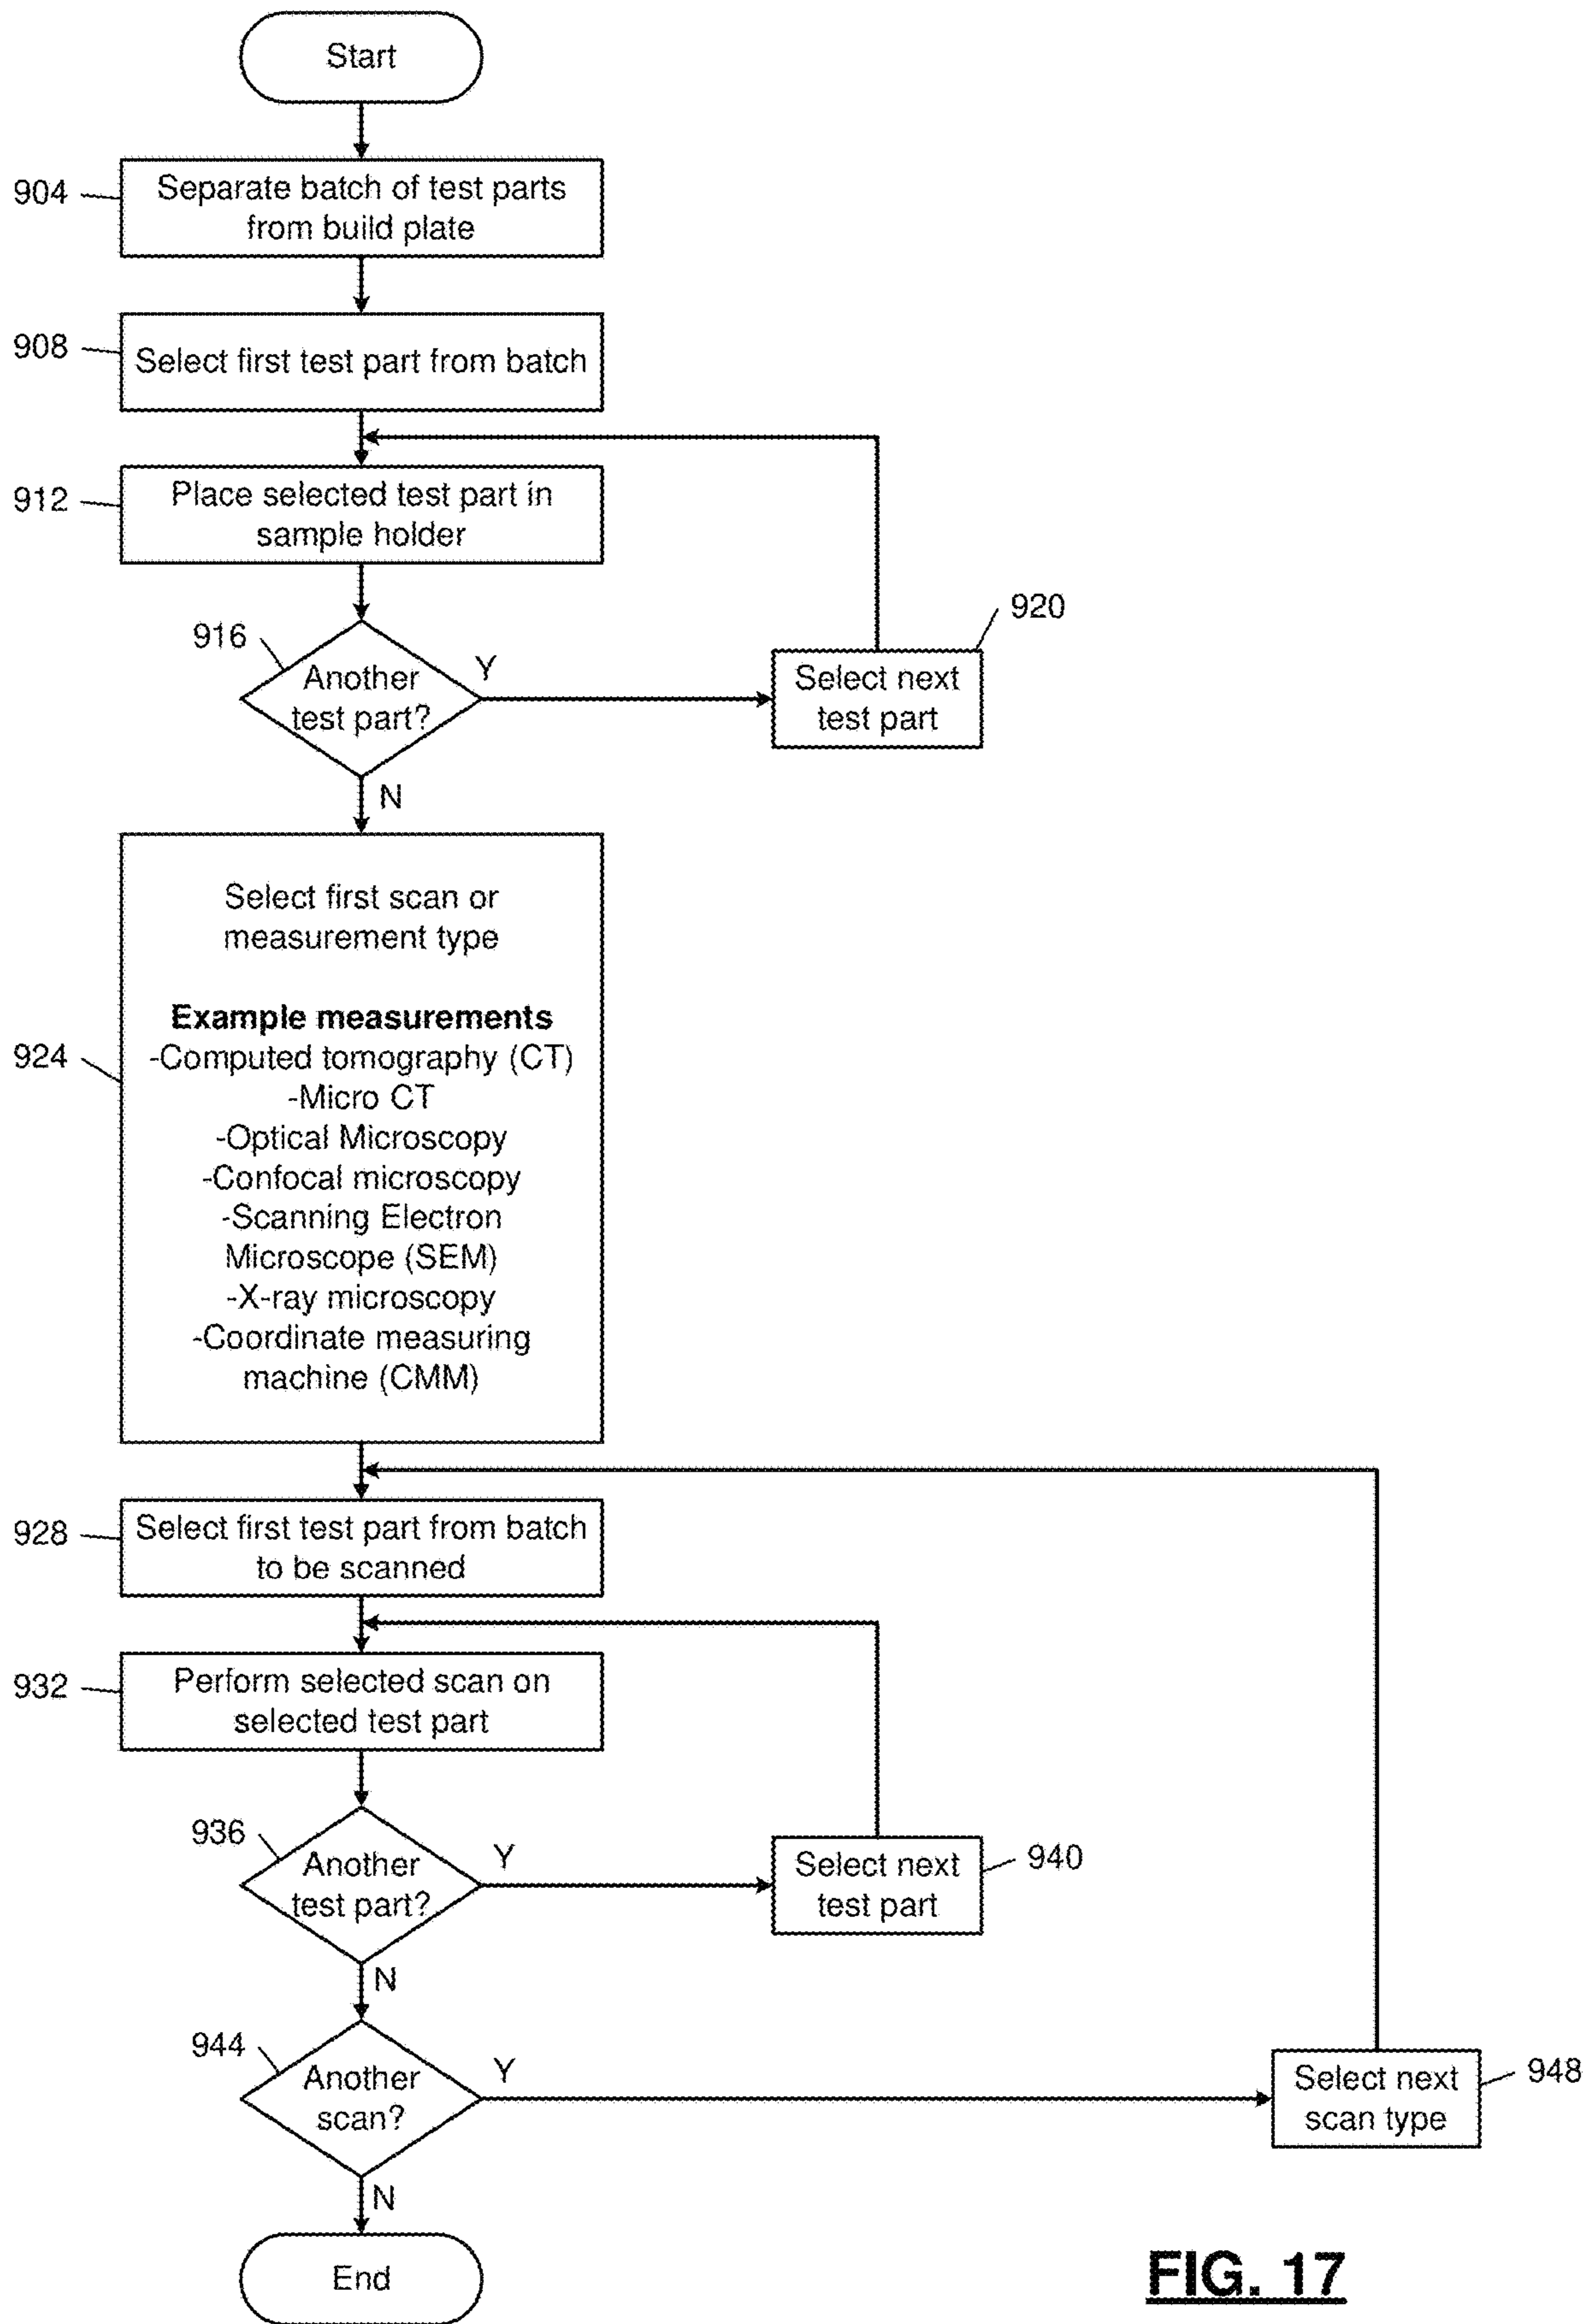 Start
904
Separate batch of test parts
from build plate
908
Select first test part from batch
912
Place selected test part in
sample holder
916
Another
test part?
Y
920
Select next
test part
N
924
Select first scan or
measurement type
Example measurements
-Computed tomography (CT)
-Micro CT
-Optical Microscopy
-Confocal microscopy
-Scanning Electron
Microscope (SEM)
-X-ray microscopy
-Coordinate measuring
machine (CMM)
928
Select first test part from batch
to be scanned
932
Perform selected scan on
selected test part
936
Another
test part?
Y
Select next
test part
940
N
944
Another
scan?
Y
Select next
scan type
948
N
End
FIG. 17